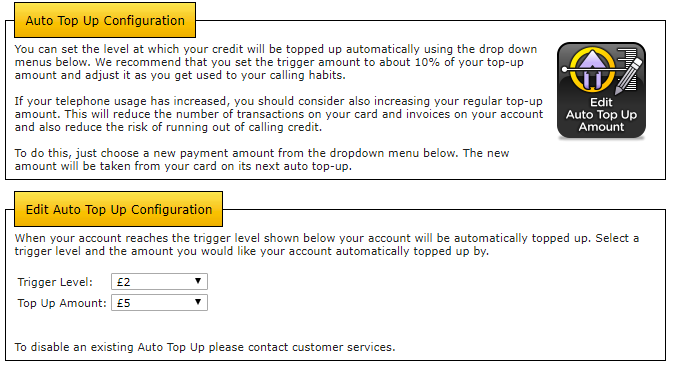 Auto Top Up Configuration
You can set the level at which your credit will be topped up automatically using the drop down
menus below. We recommend that you set the trigger amount to about 10% of your top-up
amount and adjust it as you get used to your calling habits.
If your telephone usage has increased, you should consider also increasing your regular top-up
amount. This will reduce the number of transactions on your card and invoices on your account
and also reduce the risk of running out of calling credit.
To do this, just choose a new payment amount from the dropdown menu below. The new
amount will be taken from your card on its next auto top-up.
Edit
Auto Top Up
Amount
Edit Auto Top Up Configuration
When your account reaches the trigger level shown below your account will be automatically topped up. Select a
trigger level and the amount you would like your account automatically topped up by.
Trigger Level: £2
Top Up Amount: £5
To disable an existing Auto Top Up please contact customer services.